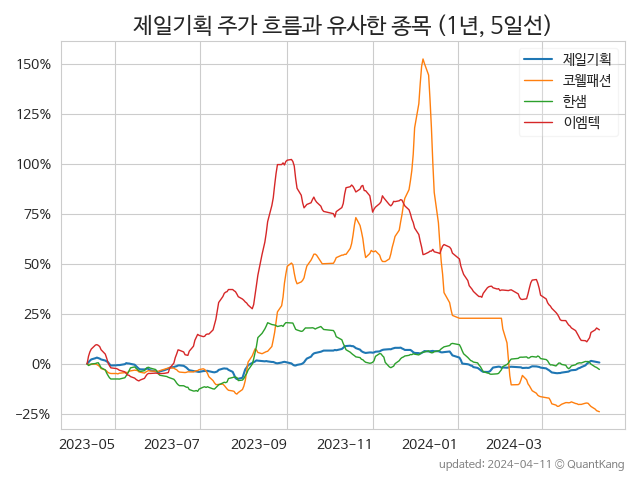 제일기획 주가 흐름과 유사한 종목 (1년, 5일선)
제일기획
코웰패션
한샘
이엠텍
150%
125%
100%
75%
50%
25%
0%
−25%
2023-05 2023-07 2023-09 2023-11 2024-01 2024-03
updated: 2024-04-11 © QuantKang